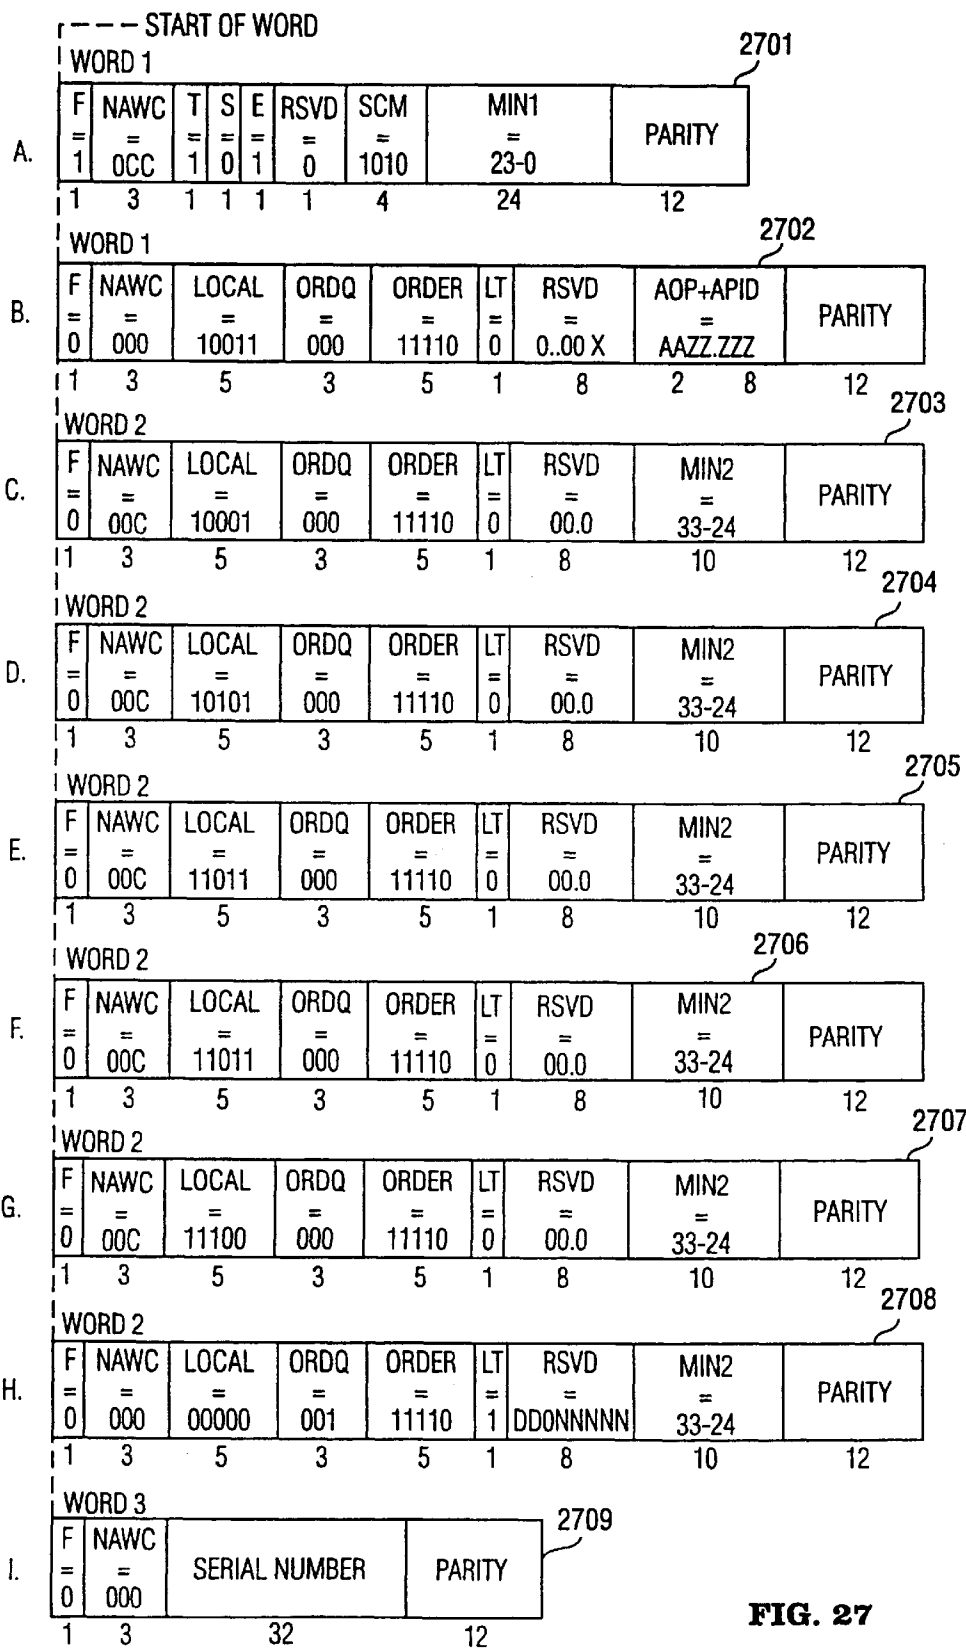 START OF WORD
WORD 1
2701
A.
F = 1
NAWC = 0CC
T = 1
S = 0
E = 1
RSVD = 0
SCM = 1010
MIN1 = 23-0
PARITY
1 3 1 1 1 1 4 24 12
WORD 1
2702
B.
F = 0
NAWC = 000
LOCAL = 10011
ORDQ = 000
ORDER = 11110
LT = 0
RSVD = 0..00 X
AOP+APID = AAZZ.ZZZ
PARITY
1 3 5 3 5 1 8 2 8 12
WORD 2
2703
C.
F = 0
NAWC = 00C
LOCAL = 10001
ORDQ = 000
ORDER = 11110
LT = 0
RSVD = 00.0
MIN2 = 33-24
PARITY
1 3 5 3 5 1 8 10 12
WORD 2
2704
D.
F = 0
NAWC = 00C
LOCAL = 10101
ORDQ = 000
ORDER = 11110
LT = 0
RSVD = 00.0
MIN2 = 33-24
PARITY
1 3 5 3 5 1 8 10 12
WORD 2
2705
E.
F = 0
NAWC = 00C
LOCAL = 11011
ORDQ = 000
ORDER = 11110
LT = 0
RSVD = 00.0
MIN2 = 33-24
PARITY
1 3 5 3 5 1 8 10 12
WORD 2
2706
F.
F = 0
NAWC = 00C
LOCAL = 11011
ORDQ = 000
ORDER = 11110
LT = 0
RSVD = 00.0
MIN2 = 33-24
PARITY
1 3 5 3 5 1 8 10 12
WORD 2
2707
G.
F = 0
NAWC = 00C
LOCAL = 11100
ORDQ = 000
ORDER = 11110
LT = 0
RSVD = 00.0
MIN2 = 33-24
PARITY
1 3 5 3 5 1 8 10 12
WORD 2
2708
H.
F = 0
NAWC = 000
LOCAL = 00000
ORDQ = 001
ORDER = 11110
LT = 1
RSVD = DD0NNNNN
MIN2 = 33-24
PARITY
1 3 5 3 5 1 8 10 12
WORD 3
2709
I.
F = 0
NAWC = 000
SERIAL NUMBER
PARITY
1 3 32 12
FIG. 27